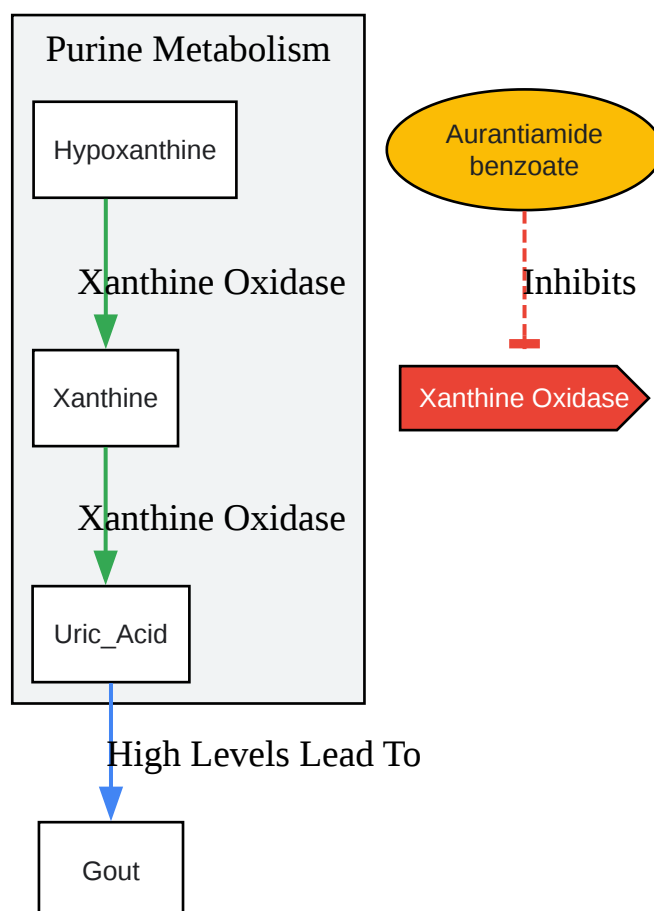 Purine Metabolism
Hypoxanthine
Aurantiamide
benzoate
Xanthine Oxidase
Inhibits
Xanthine
Xanthine Oxidase
Xanthine Oxidase
Uric_Acid
High Levels Lead To
Gout